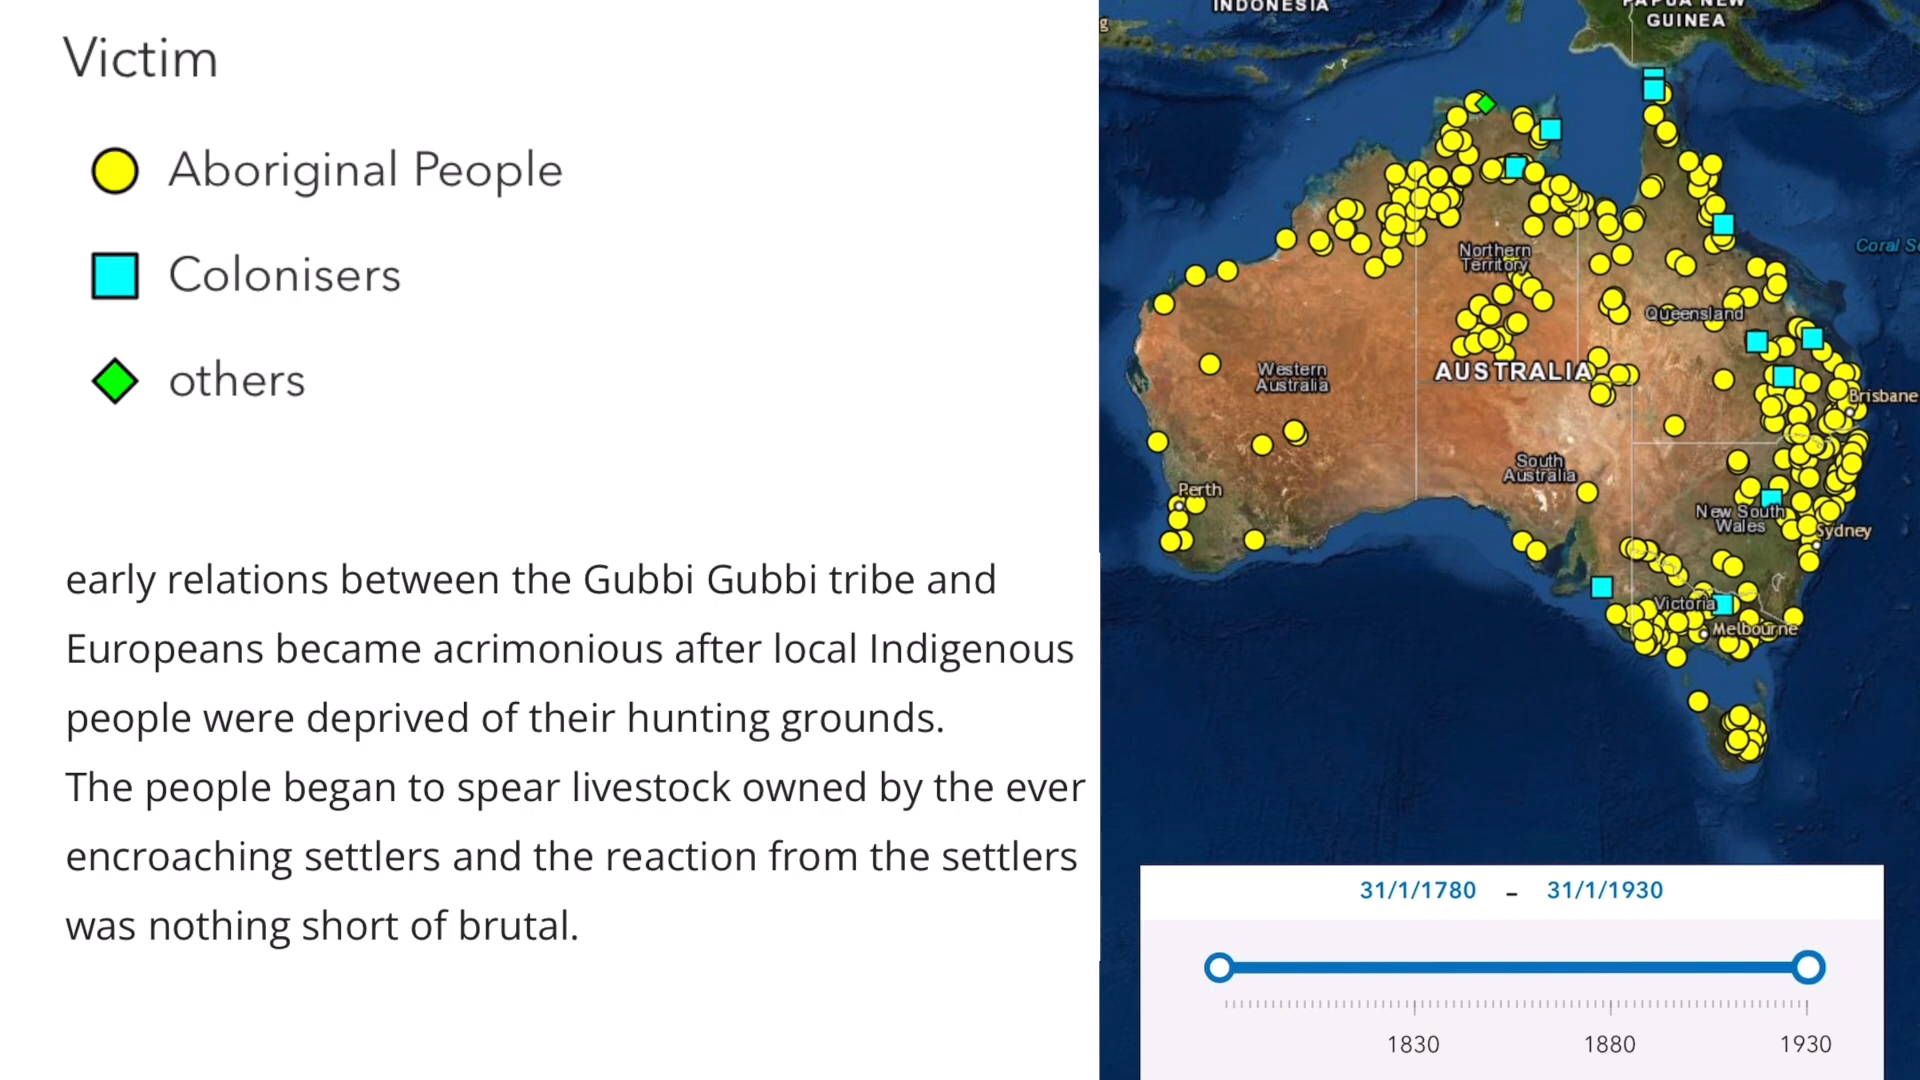 Victim
Aboriginal People
Colonisers
others
early relations between the Gubbi Gubbi tribe and
Europeans became acrimonious after local Indigenous
people were deprived of their hunting grounds.
The people began to spear livestock owned by the ever
encroaching settlers and the reaction from the settlers
was nothing short of brutal.
INDONESIA
PAPUA NEW
GUINEA
Coral
Northern
Territory
Queensland
Western
Australia
AUSTRALIA
Brisbane
South
Australia
Perth
New South
Wales
Sydney
Victoria
Melbourne
31/1/1780 - 31/1/1930
1830 1880 1930